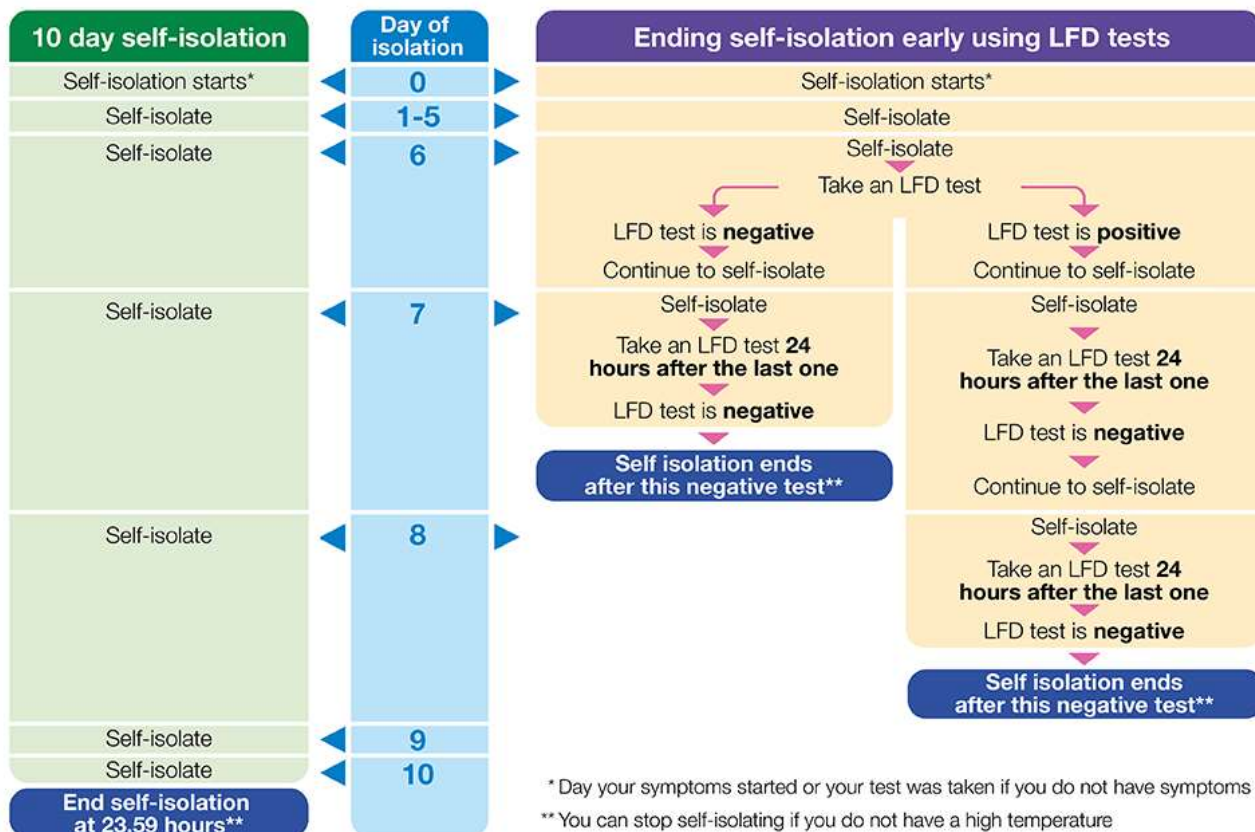 10 day self-isolation
Day of
isolation
Ending self-isolation early using LFD tests
Self-isolation starts*
0
Self-isolation starts*
Self-isolate
1-5
Self-isolate
Self-isolate
6
Self-isolate
Take an LFD test
LFD test is negative
LFD test is positive
Continue to self-isolate
Continue to self-isolate
Self-isolate
7
Self-isolate
Take an LFD test 24
hours after the last one
LFD test is negative
Self isolation ends
after this negative test**
Self-isolate
Take an LFD test 24
hours after the last one
LFD test is negative
Continue to self-isolate
Self-isolate
8
Self-isolate
Take an LFD test 24
hours after the last one
LFD test is negative
Self isolation ends
after this negative test**
Self-isolate
9
Self-isolate
10
End self-isolation
at 23.59 hours**
* Day your symptoms started or your test was taken if you do not have symptoms
** You can stop self-isolating if you do not have a high temperature